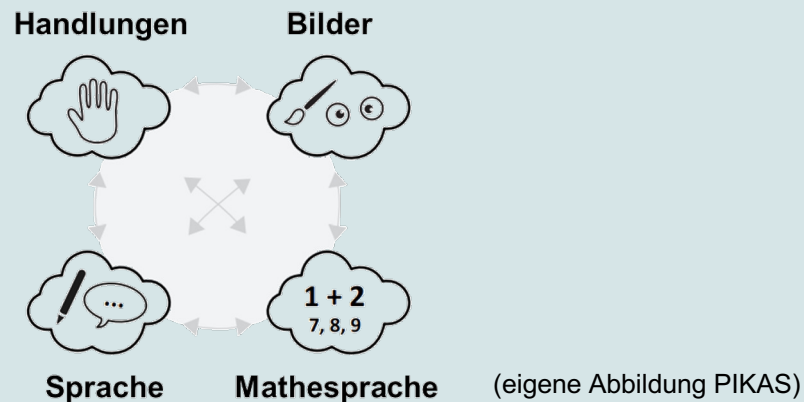 Handlungen Bilder
...
1 + 2
7, 8, 9
Sprache Mathesprache (eigene Abbildung PIKAS)